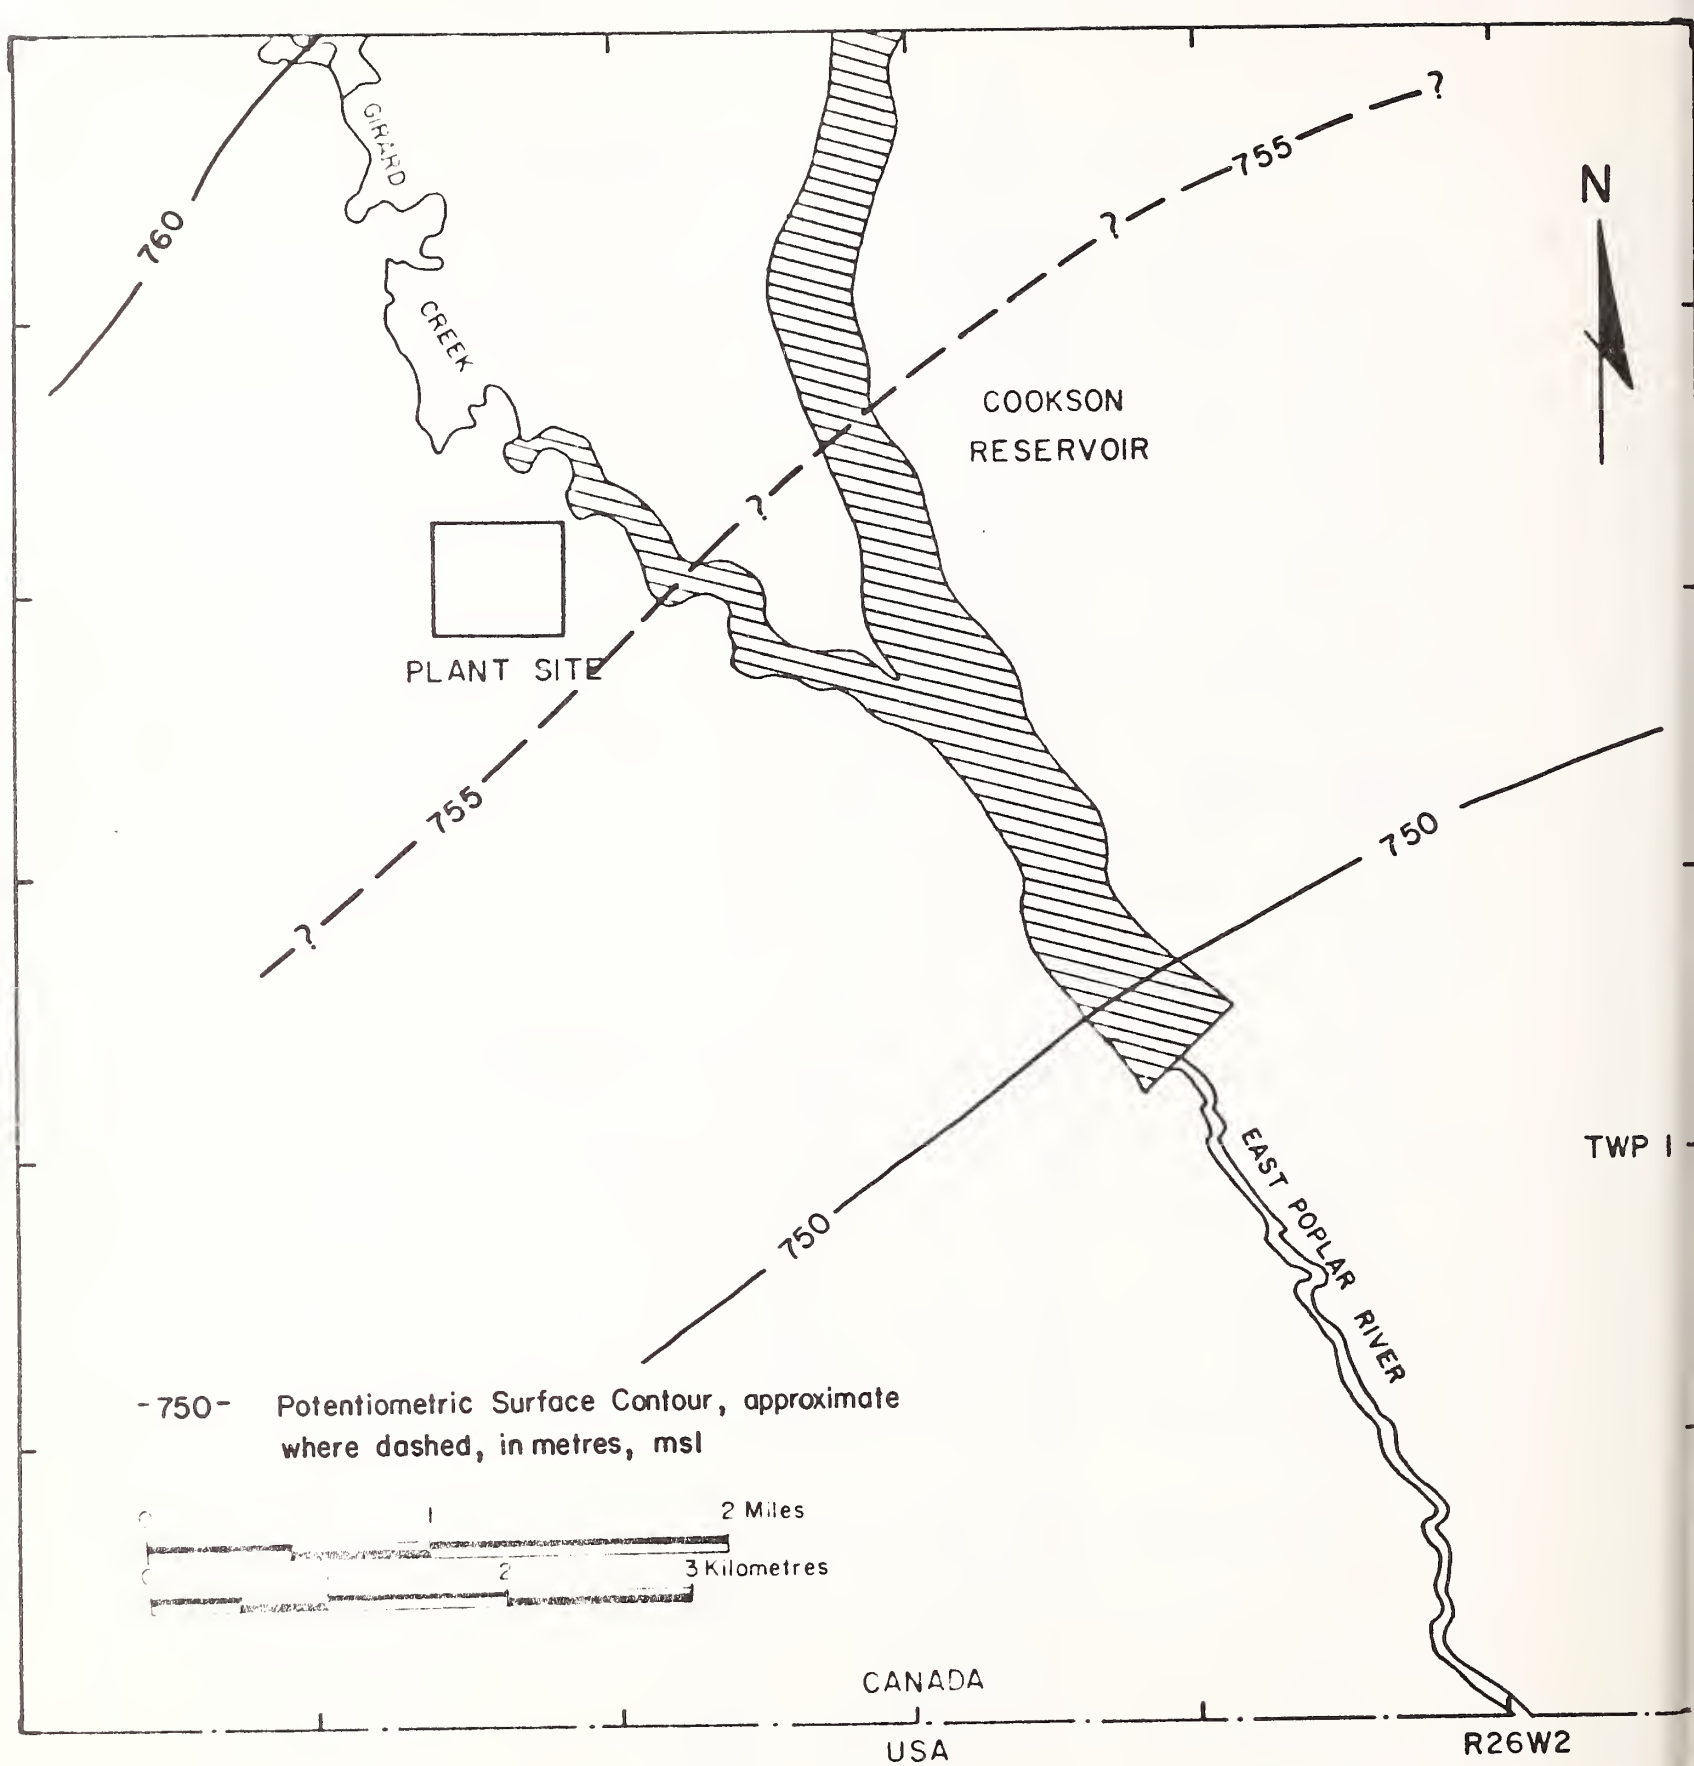 ?
755
N
GIRARD
?
760
CREEK
COOKSON
RESERVOIR
?
PLANT SITE
755
750
?
TWP 1
EAST POPLAR RIVER
750
-750- Potentiometric Surface Contour, approximate
where dashed, in metres, msl
0 1 2 Miles
2 3 Kilometres
CANADA
USA
R26W2